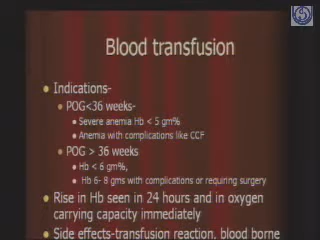 Blood transfusion
Indications-
POG<36 weeks-
Severe anemia Hb < 5 gm%
Anemia with complications like CCF
POG > 36 weeks
Hb < 6 gm%,
Hb 6- 8 gms with complications or requiring surgery
Rise in Hb seen in 24 hours and in oxygen
carrying capacity immediately
Side effects-transfusion reaction, blood borne